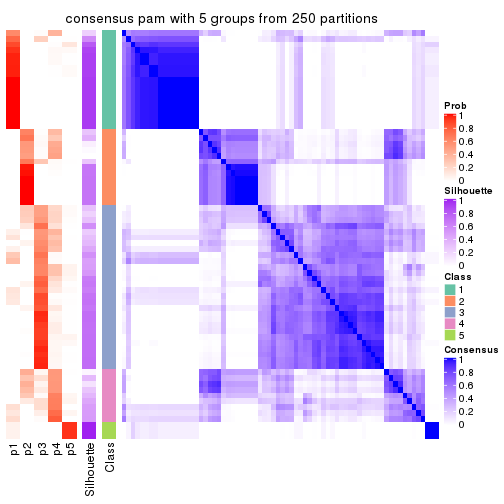 consensus pam with 5 groups from 250 partitions
Prob
1
0.8
0.6
0.4
0.2
0
Silhouette
1
0.8
0.6
0.4
0.2
0
Class
1
2
3
4
5
Consensus
1
0.8
0.6
0.4
0.2
0
p1
p2
p3
p4
p5
Silhouette
Class